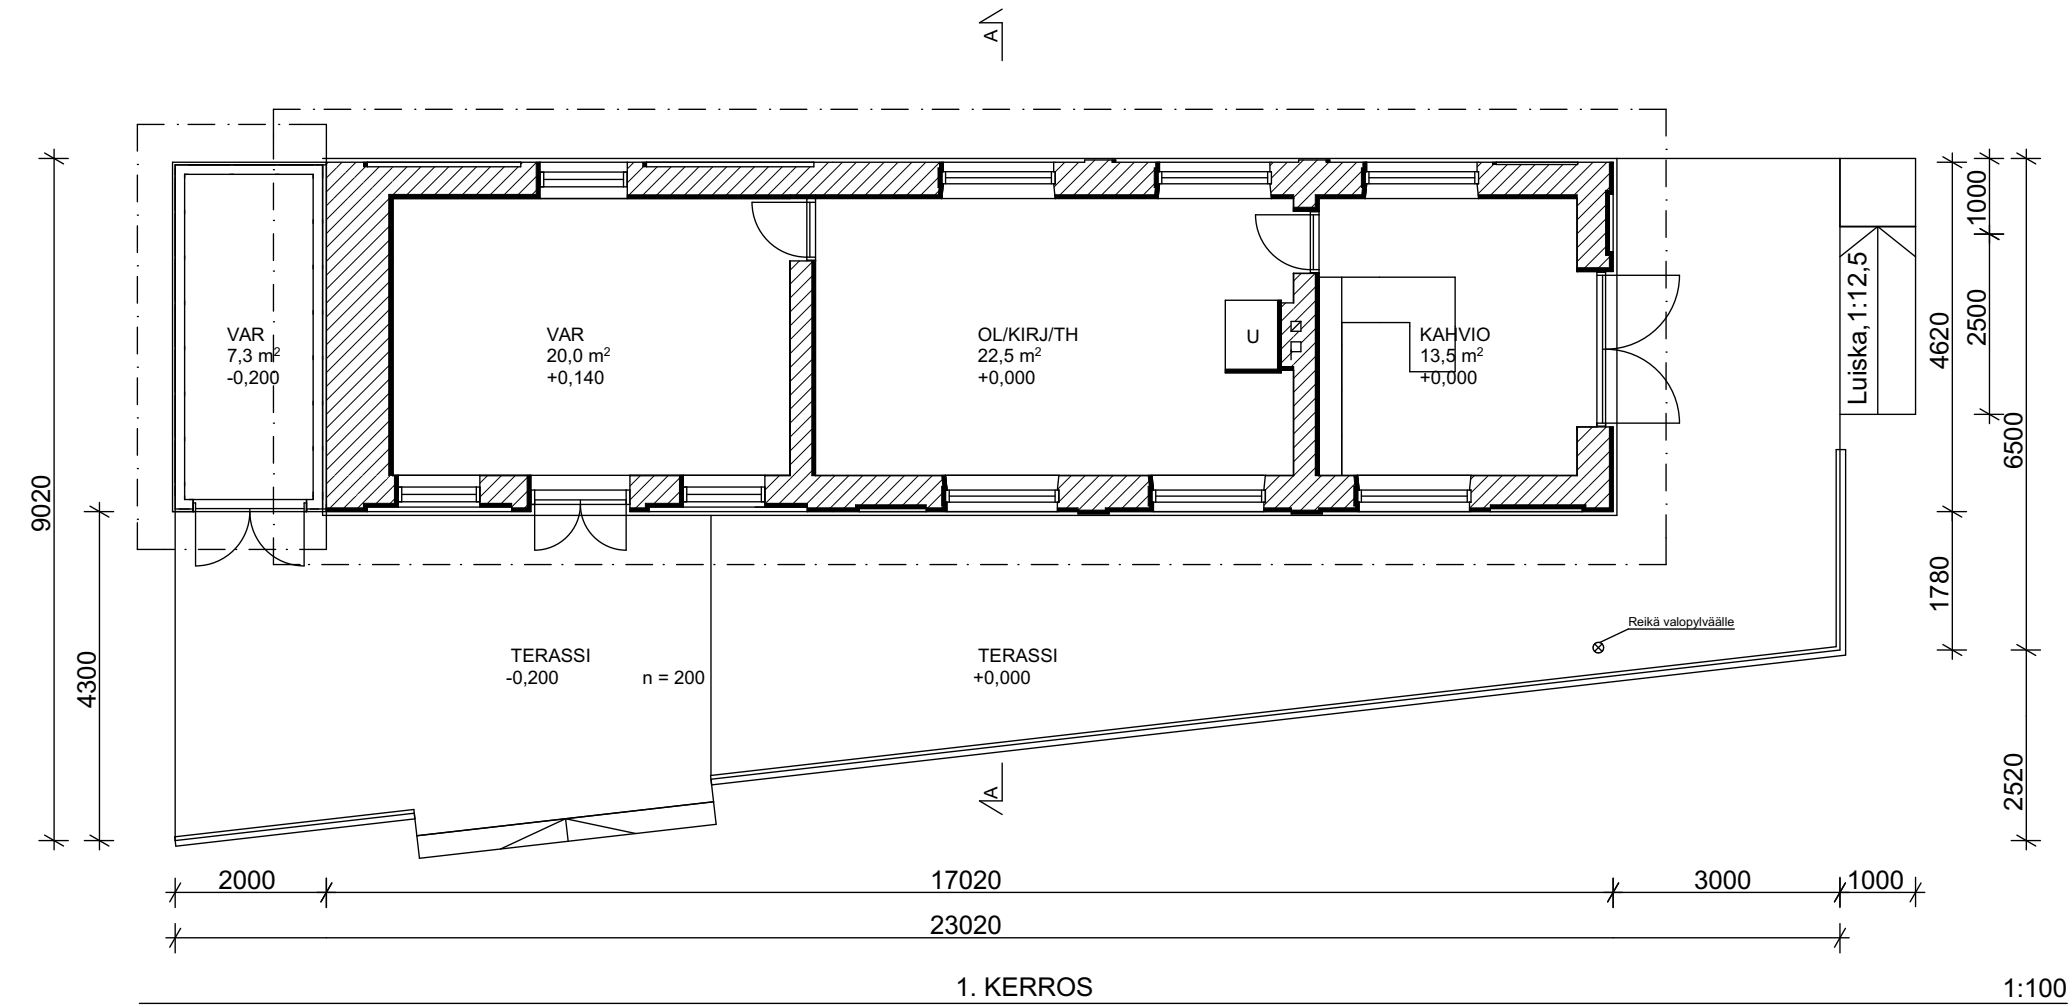 A
1000
Luiska,1:12,5
2500
4620
6500
9020
VAR
7,3 m²
-0,200
VAR
20,0 m²
+0,140
OL/KIRJ/TH
22,5 m²
+0,000
U
KAHVIO
13,5 m²
+0,000
1780
Reikä valopylväälle
4300
TERASSI
-0,200
n = 200
TERASSI
+0,000
A
2520
2000
17020
3000
1000
23020
1. KERROS
1:100